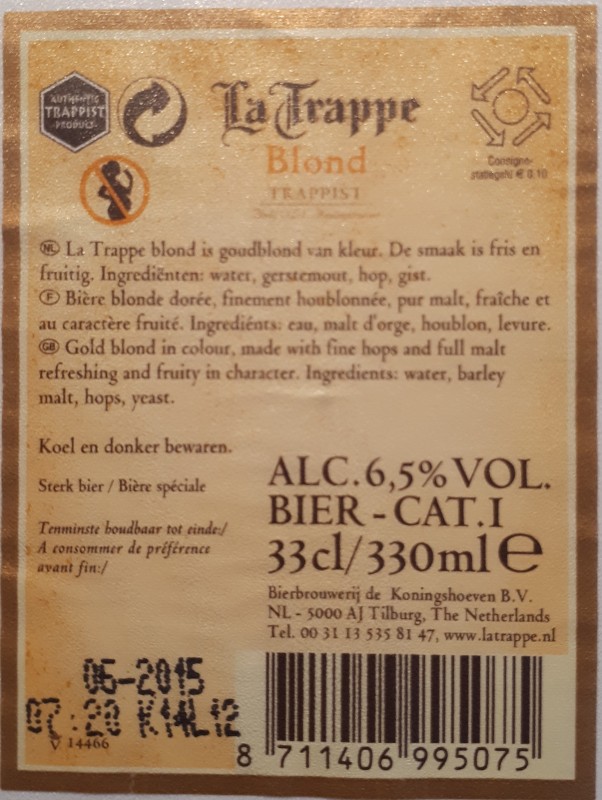 AUTHENTIC
TRAPPIST
PRODUCT
La Trappe
Blond
TRAPPIST
Consigne-
statiegeld € 0.10
NL La Trappe blond is goudblond van kleur. De smaak is fris en
fruitig. Ingrediënten: water, gerstemout, hop, gist.
F Bière blonde dorée, finement houblonnée, pur malt, fraîche et
au caractère fruité. Ingrediénts: eau, malt d'orge, houblon, levure.
GB Gold blond in colour, made with fine hops and full malt
refreshing and fruity in character. Ingredients: water, barley
malt, hops, yeast.
Koel en donker bewaren.
Sterk bier / Bière spéciale
Tenminste houdbaar tot einde:/
A consommer de préférence
avant fin:/
ALC.6,5% VOL.
BIER - CAT.I
33cl/330ml e
Bierbrouwerij de Koningshoeven B.V.
NL - 5000 AJ Tilburg, The Netherlands
Tel. 00 31 13 535 81 47, www.latrappe.nl
06-2015
07:20 K14L12
V 14466
8 711406 995075